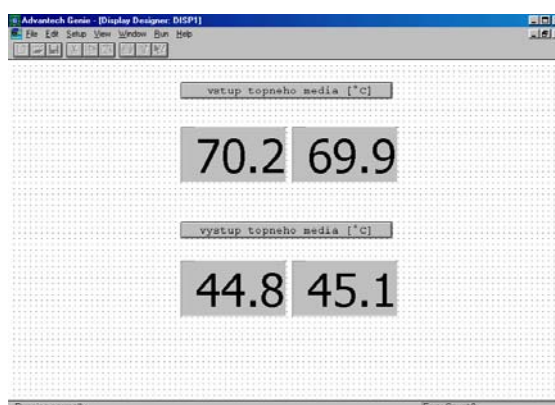 Advantech Genie - [Display Designer: DISP1]
File Edit Setup View Window Run Help
vstup topneho media [°C]
70.2 69.9
vystup topneho media [°C]
44.8 45.1